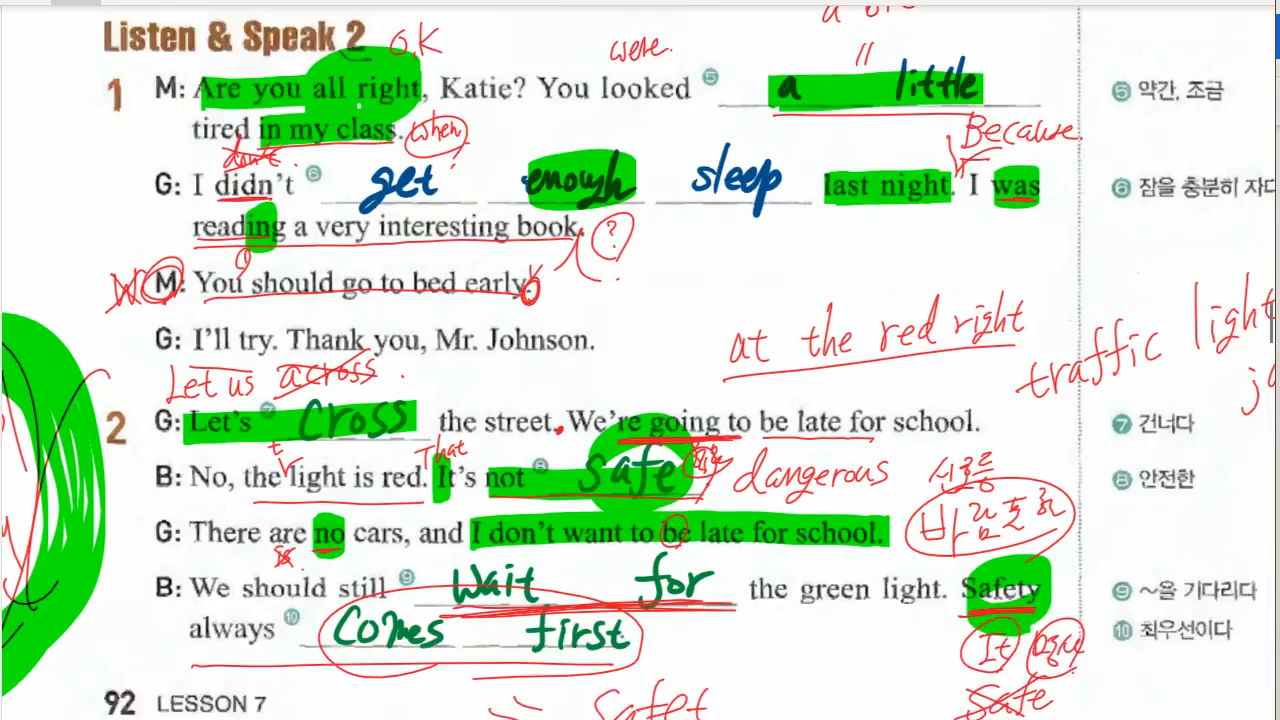 Listen & Speak 2
O.K
were.
1 M: Are you all right, Katie? You looked ⑤ a little
⑤ 약간, 조금
tired in my class. when
Because
don't
G: I didn't ⑥ get enough sleep last night. I was
⑥ 잠을 충분히 자다
reading a very interesting book. ?
M: You should go to bed early.
G: I'll try. Thank you, Mr. Johnson.
at the red right
traffic light
Let us across
2 G: Let's ⑦ cross the street. We're going to be late for school.
⑦ 건너다
That
B: No, the light is red. It's not ⑧ safe dangerous
신호등
⑧ 안전한
G: There are no cars, and I don't want to be late for school.
B: We should still ⑨ wait for the green light. Safety
⑨ ~을 기다리다
always ⑩ comes first
⑩ 최우선이다
It
Safe
92 LESSON 7